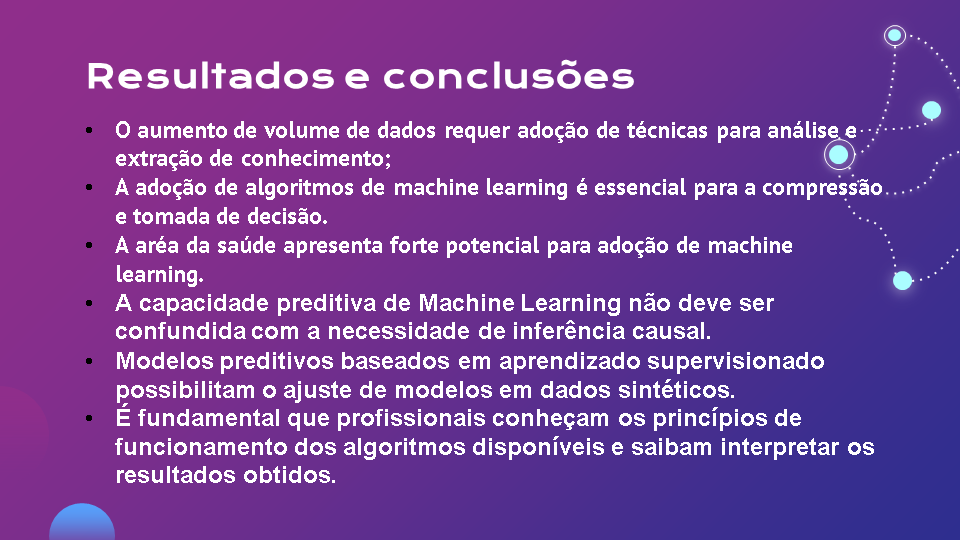 Resultados e conclusões
• O aumento de volume de dados requer adoção de técnicas para análise e
extração de conhecimento;
• A adoção de algoritmos de machine learning é essencial para a compressão
e tomada de decisão.
• A aréa da saúde apresenta forte potencial para adoção de machine
learning.
• A capacidade preditiva de Machine Learning não deve ser
confundida com a necessidade de inferência causal.
• Modelos preditivos baseados em aprendizado supervisionado
possibilitam o ajuste de modelos em dados sintéticos.
• É fundamental que profissionais conheçam os princípios de
funcionamento dos algoritmos disponíveis e saibam interpretar os
resultados obtidos.